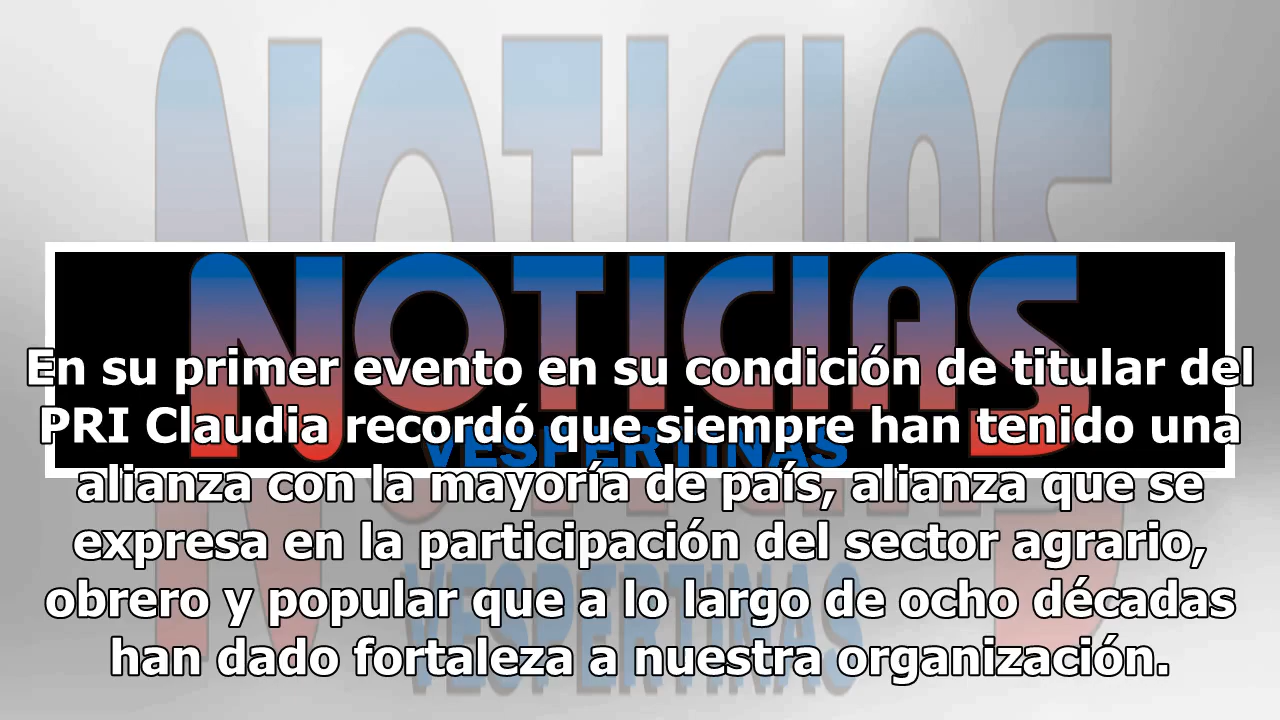 NOTICIAS
NOTICIAS
VESPERTINAS
En su primer evento en su condición de titular del
PRI Claudia recordó que siempre han tenido una
alianza con la mayoría de país, alianza que se
expresa en la participación del sector agrario,
obrero y popular que a lo largo de ocho décadas
han dado fortaleza a nuestra organización.
VESPERTINAS